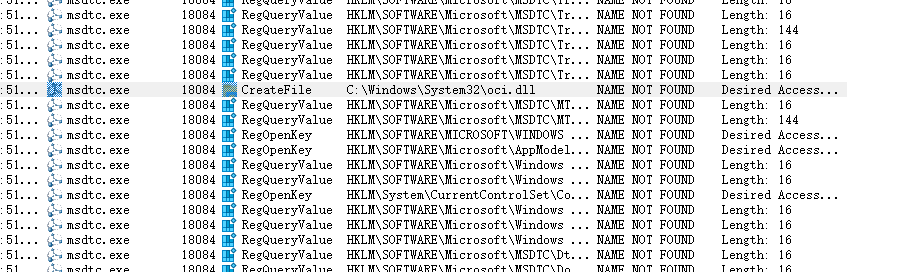 :51... msdtc.exe 18084 RegQueryValue HKLM\SOFTWARE\Microsoft\MSDTC\Tr... NAME NOT FOUND Length: 16
:51... msdtc.exe 18084 RegQueryValue HKLM\SOFTWARE\Microsoft\MSDTC\Tr... NAME NOT FOUND Length: 144
:51... msdtc.exe 18084 RegQueryValue HKLM\SOFTWARE\Microsoft\MSDTC\Tr... NAME NOT FOUND Length: 16
:51... msdtc.exe 18084 RegQueryValue HKLM\SOFTWARE\Microsoft\MSDTC\Tr... NAME NOT FOUND Length: 16
:51... msdtc.exe 18084 RegQueryValue HKLM\SOFTWARE\Microsoft\MSDTC\Tr... NAME NOT FOUND Length: 16
:51... msdtc.exe 18084 CreateFile C:\Windows\System32\oci.dll NAME NOT FOUND Desired Access...
:51... msdtc.exe 18084 RegQueryValue HKLM\SOFTWARE\Microsoft\MSDTC\MT... NAME NOT FOUND Length: 16
:51... msdtc.exe 18084 RegQueryValue HKLM\SOFTWARE\Microsoft\MSDTC\MT... NAME NOT FOUND Length: 144
:51... msdtc.exe 18084 RegOpenKey HKLM\SOFTWARE\MICROSOFT\WINDOWS ... NAME NOT FOUND Desired Access...
:51... msdtc.exe 18084 RegOpenKey HKLM\SOFTWARE\Microsoft\AppModel... NAME NOT FOUND Desired Access...
:51... msdtc.exe 18084 RegQueryValue HKLM\SOFTWARE\Microsoft\Windows ... NAME NOT FOUND Length: 16
:51... msdtc.exe 18084 RegQueryValue HKLM\SOFTWARE\Microsoft\Windows ... NAME NOT FOUND Length: 16
:51... msdtc.exe 18084 RegOpenKey HKLM\System\CurrentControlSet\Co... NAME NOT FOUND Desired Access...
:51... msdtc.exe 18084 RegQueryValue HKLM\SOFTWARE\Microsoft\Windows ... NAME NOT FOUND Length: 16
:51... msdtc.exe 18084 RegQueryValue HKLM\SOFTWARE\Microsoft\Windows ... NAME NOT FOUND Length: 16
:51... msdtc.exe 18084 RegQueryValue HKLM\SOFTWARE\Microsoft\Windows ... NAME NOT FOUND Length: 16
:51... msdtc.exe 18084 RegQueryValue HKLM\SOFTWARE\Microsoft\Dt... NAME NOT FOUND Length: 16
:51... msdtc.exe 18084 RegQueryValue HKLM\SOFTWARE\Microsoft\Do... NAME NOT FOUND Length: 16